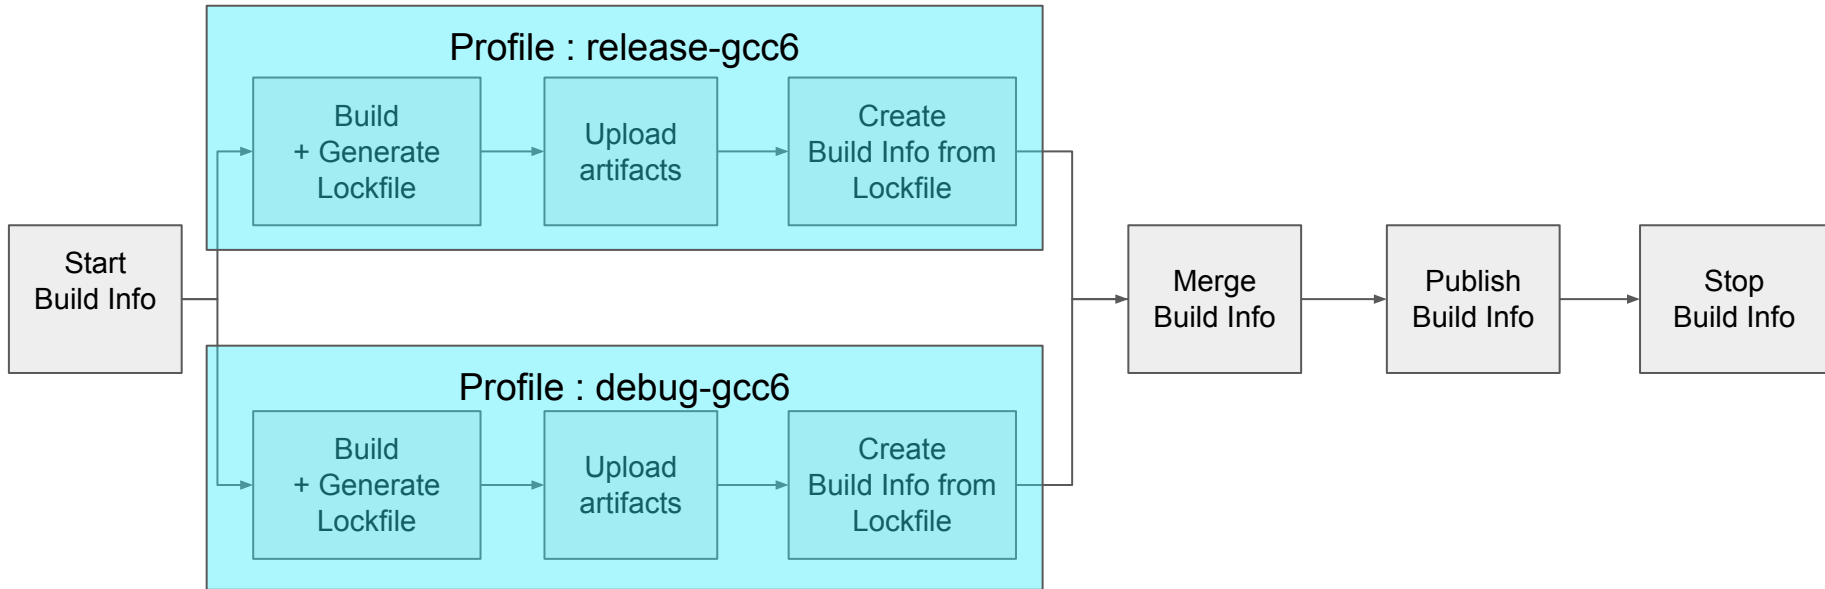 Profile : release-gcc6
Build
+ Generate
Lockfile
Upload
artifacts
Create
Build Info from
Lockfile
Start
Build Info
Merge
Build Info
Publish
Build Info
Stop
Build Info
Profile : debug-gcc6
Build
+ Generate
Lockfile
Upload
artifacts
Create
Build Info from
Lockfile